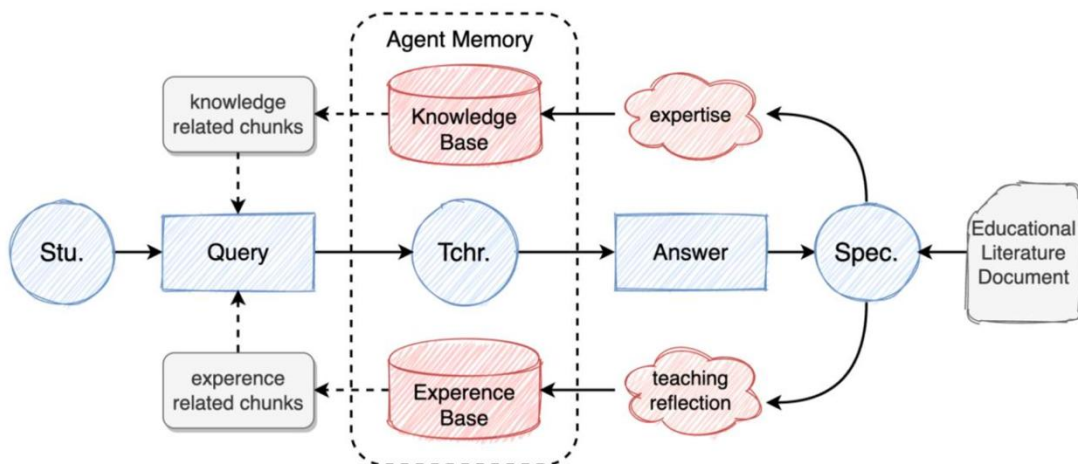 Agent Memory
knowledge
related chunks
Knowledge
Base
expertise
Stu.
Query
Tchr.
Answer
Spec.
Educational
Literature
Document
experence
related chunks
Experence
Base
teaching
reflection